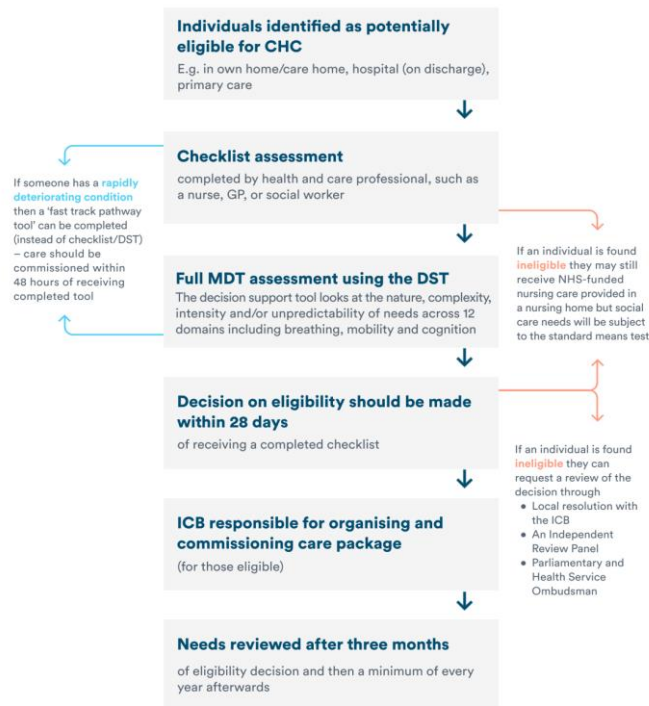 Individuals identified as potentially
eligible for CHC
E.g. in own home/care home, hospital (on discharge),
primary care
Checklist assessment
completed by health and care professional, such as
a nurse, GP, or social worker
If someone has a rapidly
deteriorating condition
then a ‘fast track pathway
tool’ can be completed
(instead of checklist/DST)
– care should be
commissioned within
48 hours of receiving
completed tool
Full MDT assessment using the DST
The decision support tool looks at the nature, complexity,
intensity and/or unpredictability of needs across 12
domains including breathing, mobility and cognition
If an individual is found
ineligible they may still
receive NHS-funded
nursing care provided in
a nursing home but social
care needs will be subject
to the standard means test
Decision on eligibility should be made
within 28 days
of receiving a completed checklist
If an individual is found
ineligible they can
request a review of the
decision through
• Local resolution with
the ICB
• An Independent
Review Panel
• Parliamentary and
Health Service
Ombudsman
ICB responsible for organising and
commissioning care package
(for those eligible)
Needs reviewed after three months
of eligibility decision and then a minimum of every
year afterwards